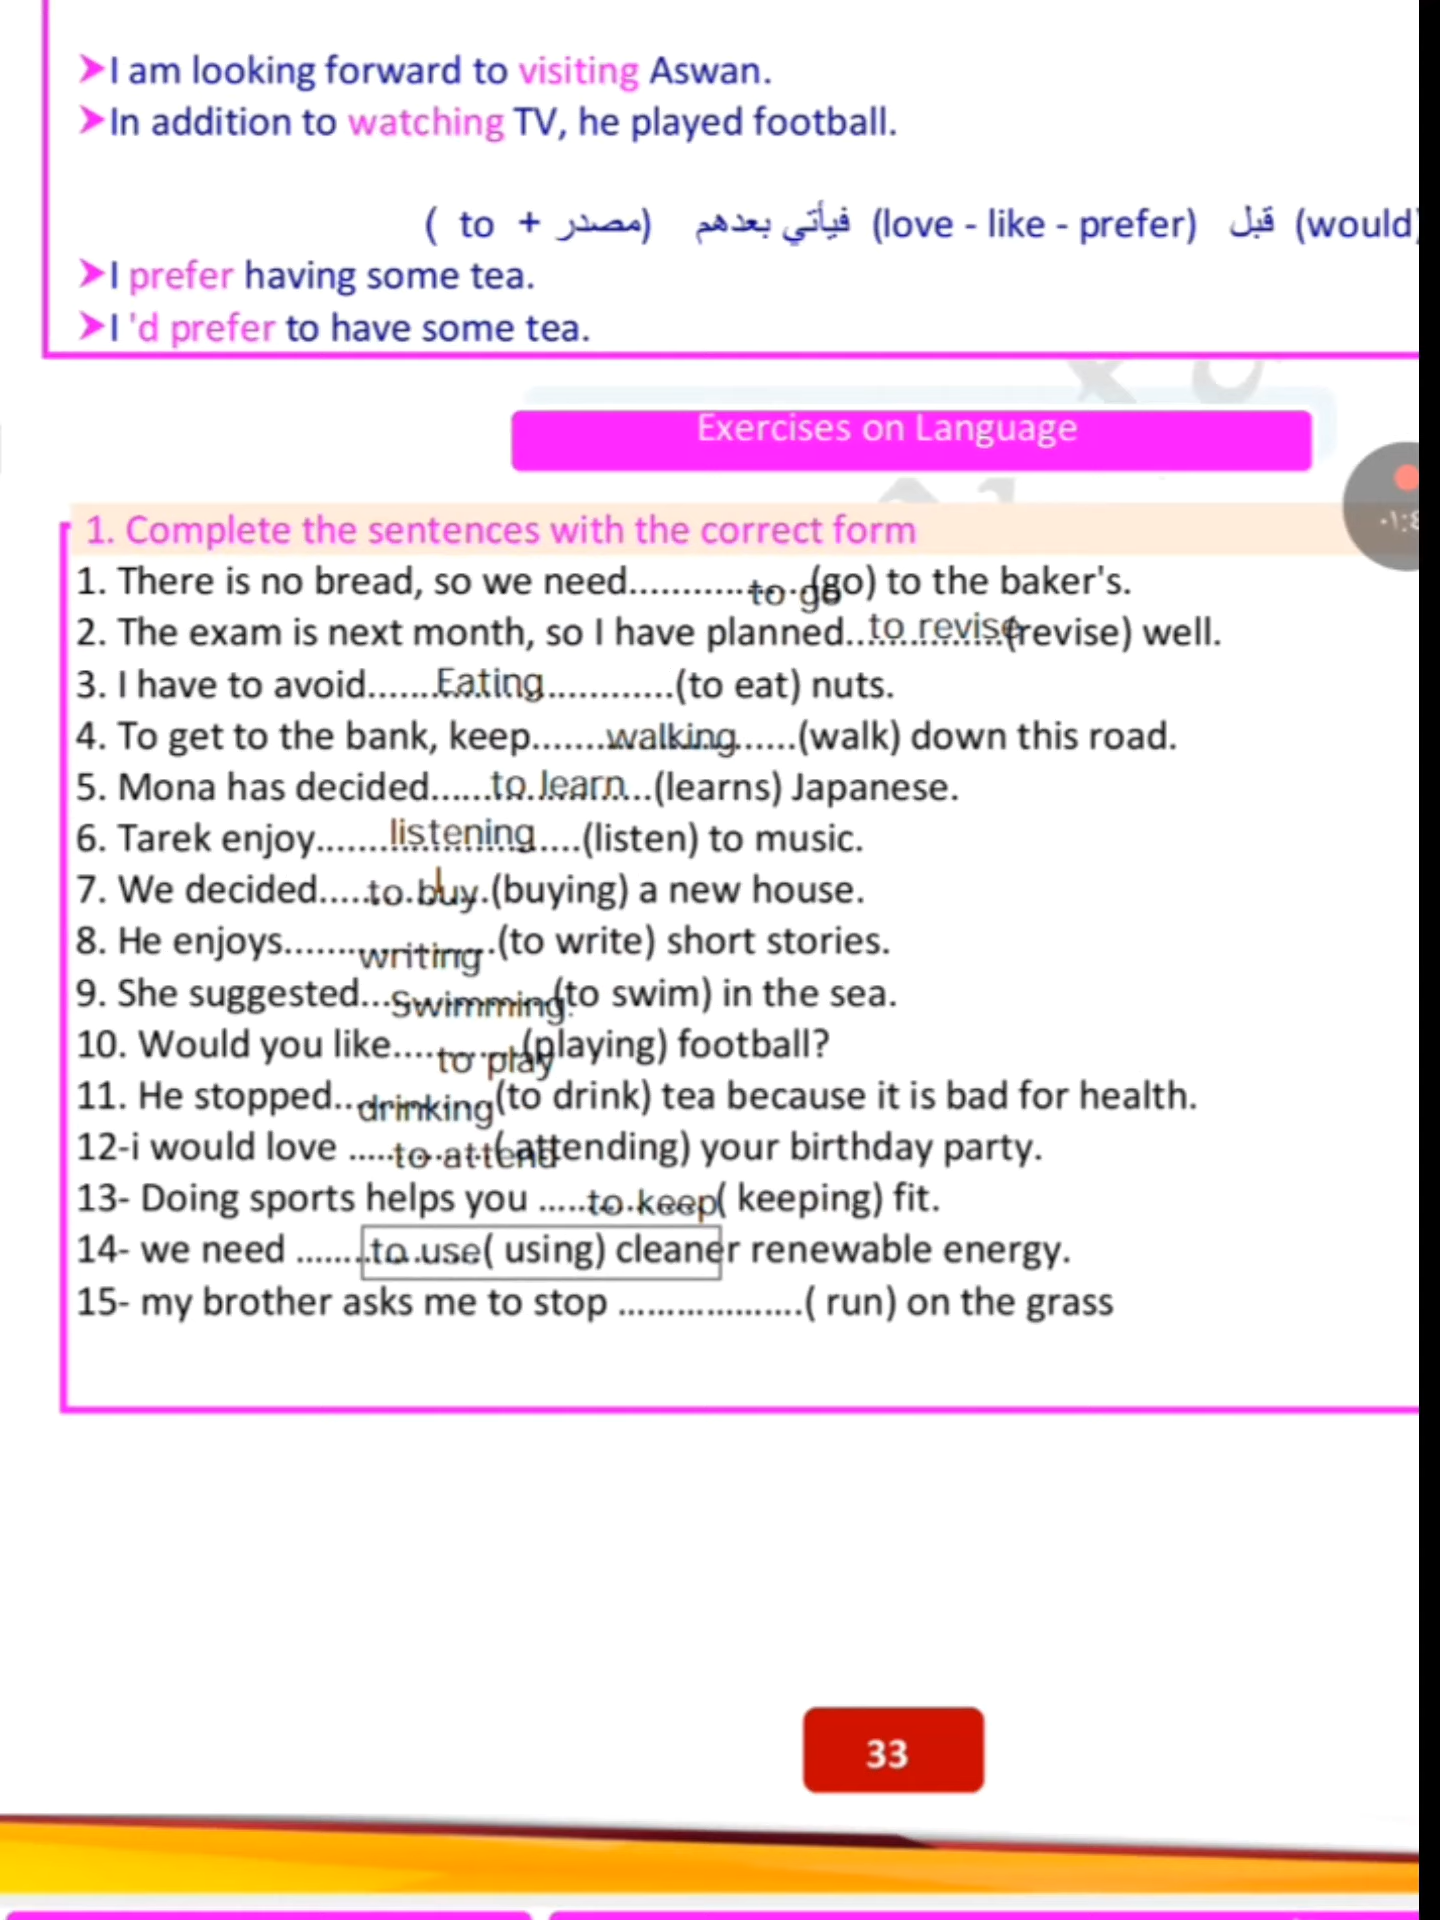 ➤I am looking forward to visiting Aswan.
➤In addition to watching TV, he played football.
(would) قبل (love - like - prefer) فيأتي بعدهم (مصدر + to )
➤I prefer having some tea.
➤I 'd prefer to have some tea.
Exercises on Language
1. Complete the sentences with the correct form
1. There is no bread, so we need..................to go (go) to the baker's.
2. The exam is next month, so I have planned..to revise(revise) well.
3. I have to avoid.......Eating............(to eat) nuts.
4. To get to the bank, keep.......walking......(walk) down this road.
5. Mona has decided......to learn...(learns) Japanese.
6. Tarek enjoy.......listening....(listen) to music.
7. We decided.....to buy.(buying) a new house.
8. He enjoys........writing.(to write) short stories.
9. She suggested...Swimming.(to swim) in the sea.
10. Would you like....to play(playing) football?
11. He stopped...drinking(to drink) tea because it is bad for health.
12-i would love .....to attend( attending) your birthday party.
13- Doing sports helps you .....to keep( keeping) fit.
14- we need ........to use( using) cleaner renewable energy.
15- my brother asks me to stop ...................( run) on the grass
33